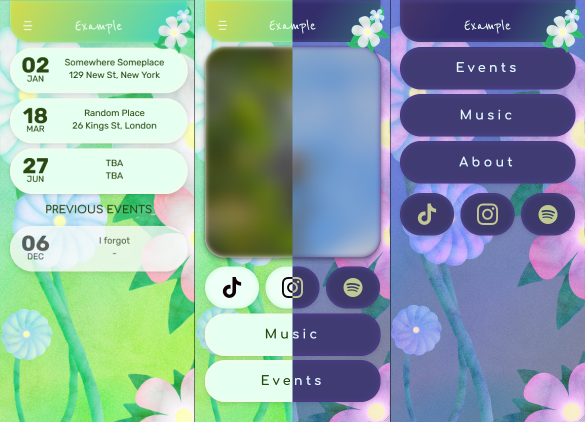 Example
02
JAN
Somewhere Someplace
129 New St, New York
18
MAR
Random Place
26 Kings St, London
27
JUN
TBA
TBA
PREVIOUS EVENTS
06
DEC
I forgot
-
Example
Music
Events
Example
Events
Music
About